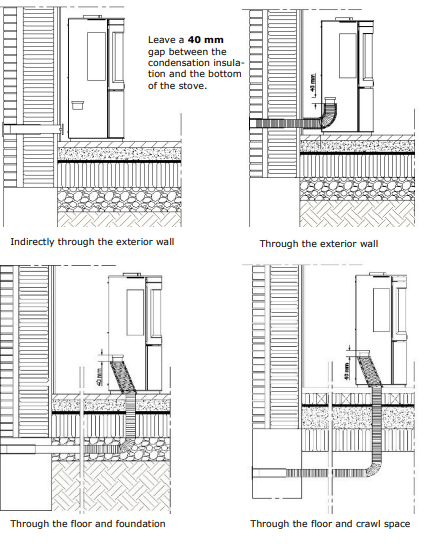 Leave a 40 mm
gap between the
condensation insula-
tion and the bottom
of the stove.
40 mm
Indirectly through the exterior wall
Through the exterior wall
40 mm
40 mm
Through the floor and foundation
Through the floor and crawl space